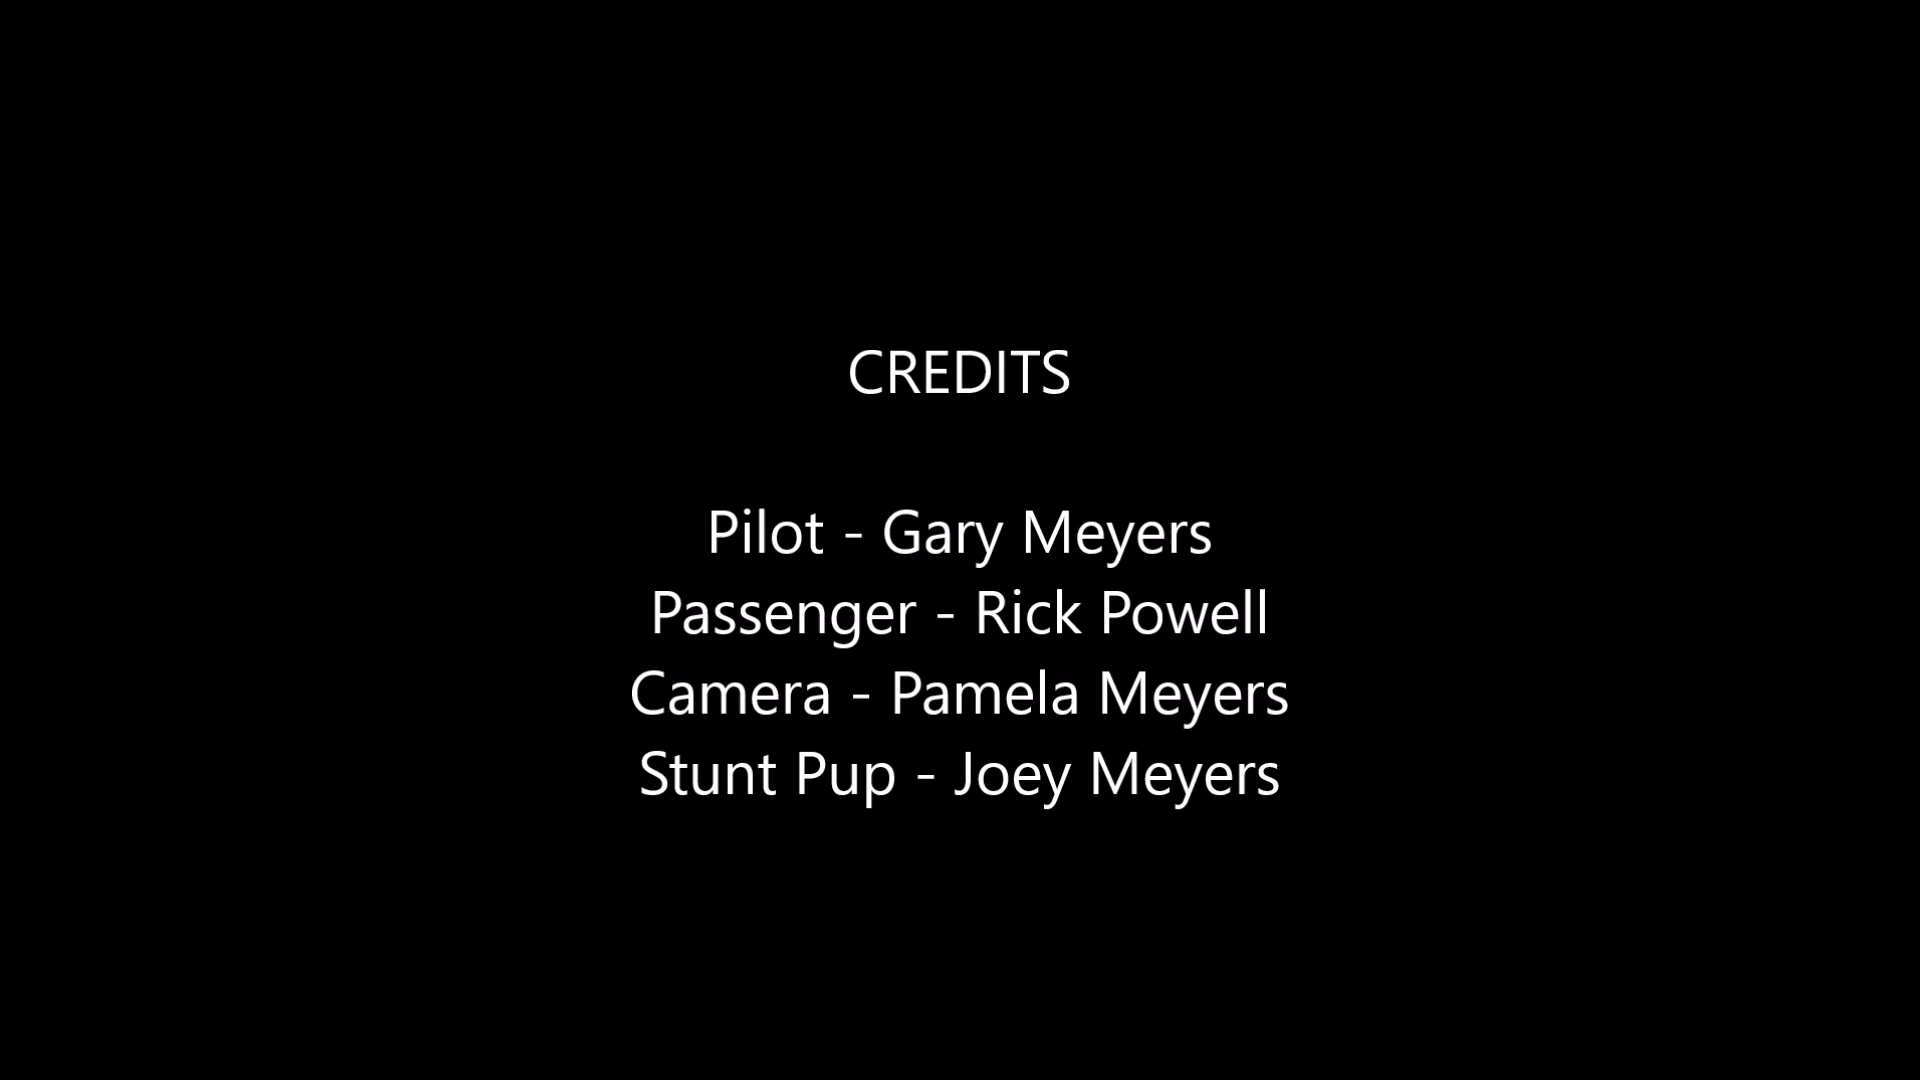 CREDITS
Pilot - Gary Meyers
Passenger - Rick Powell
Camera - Pamela Meyers
Stunt Pup - Joey Meyers